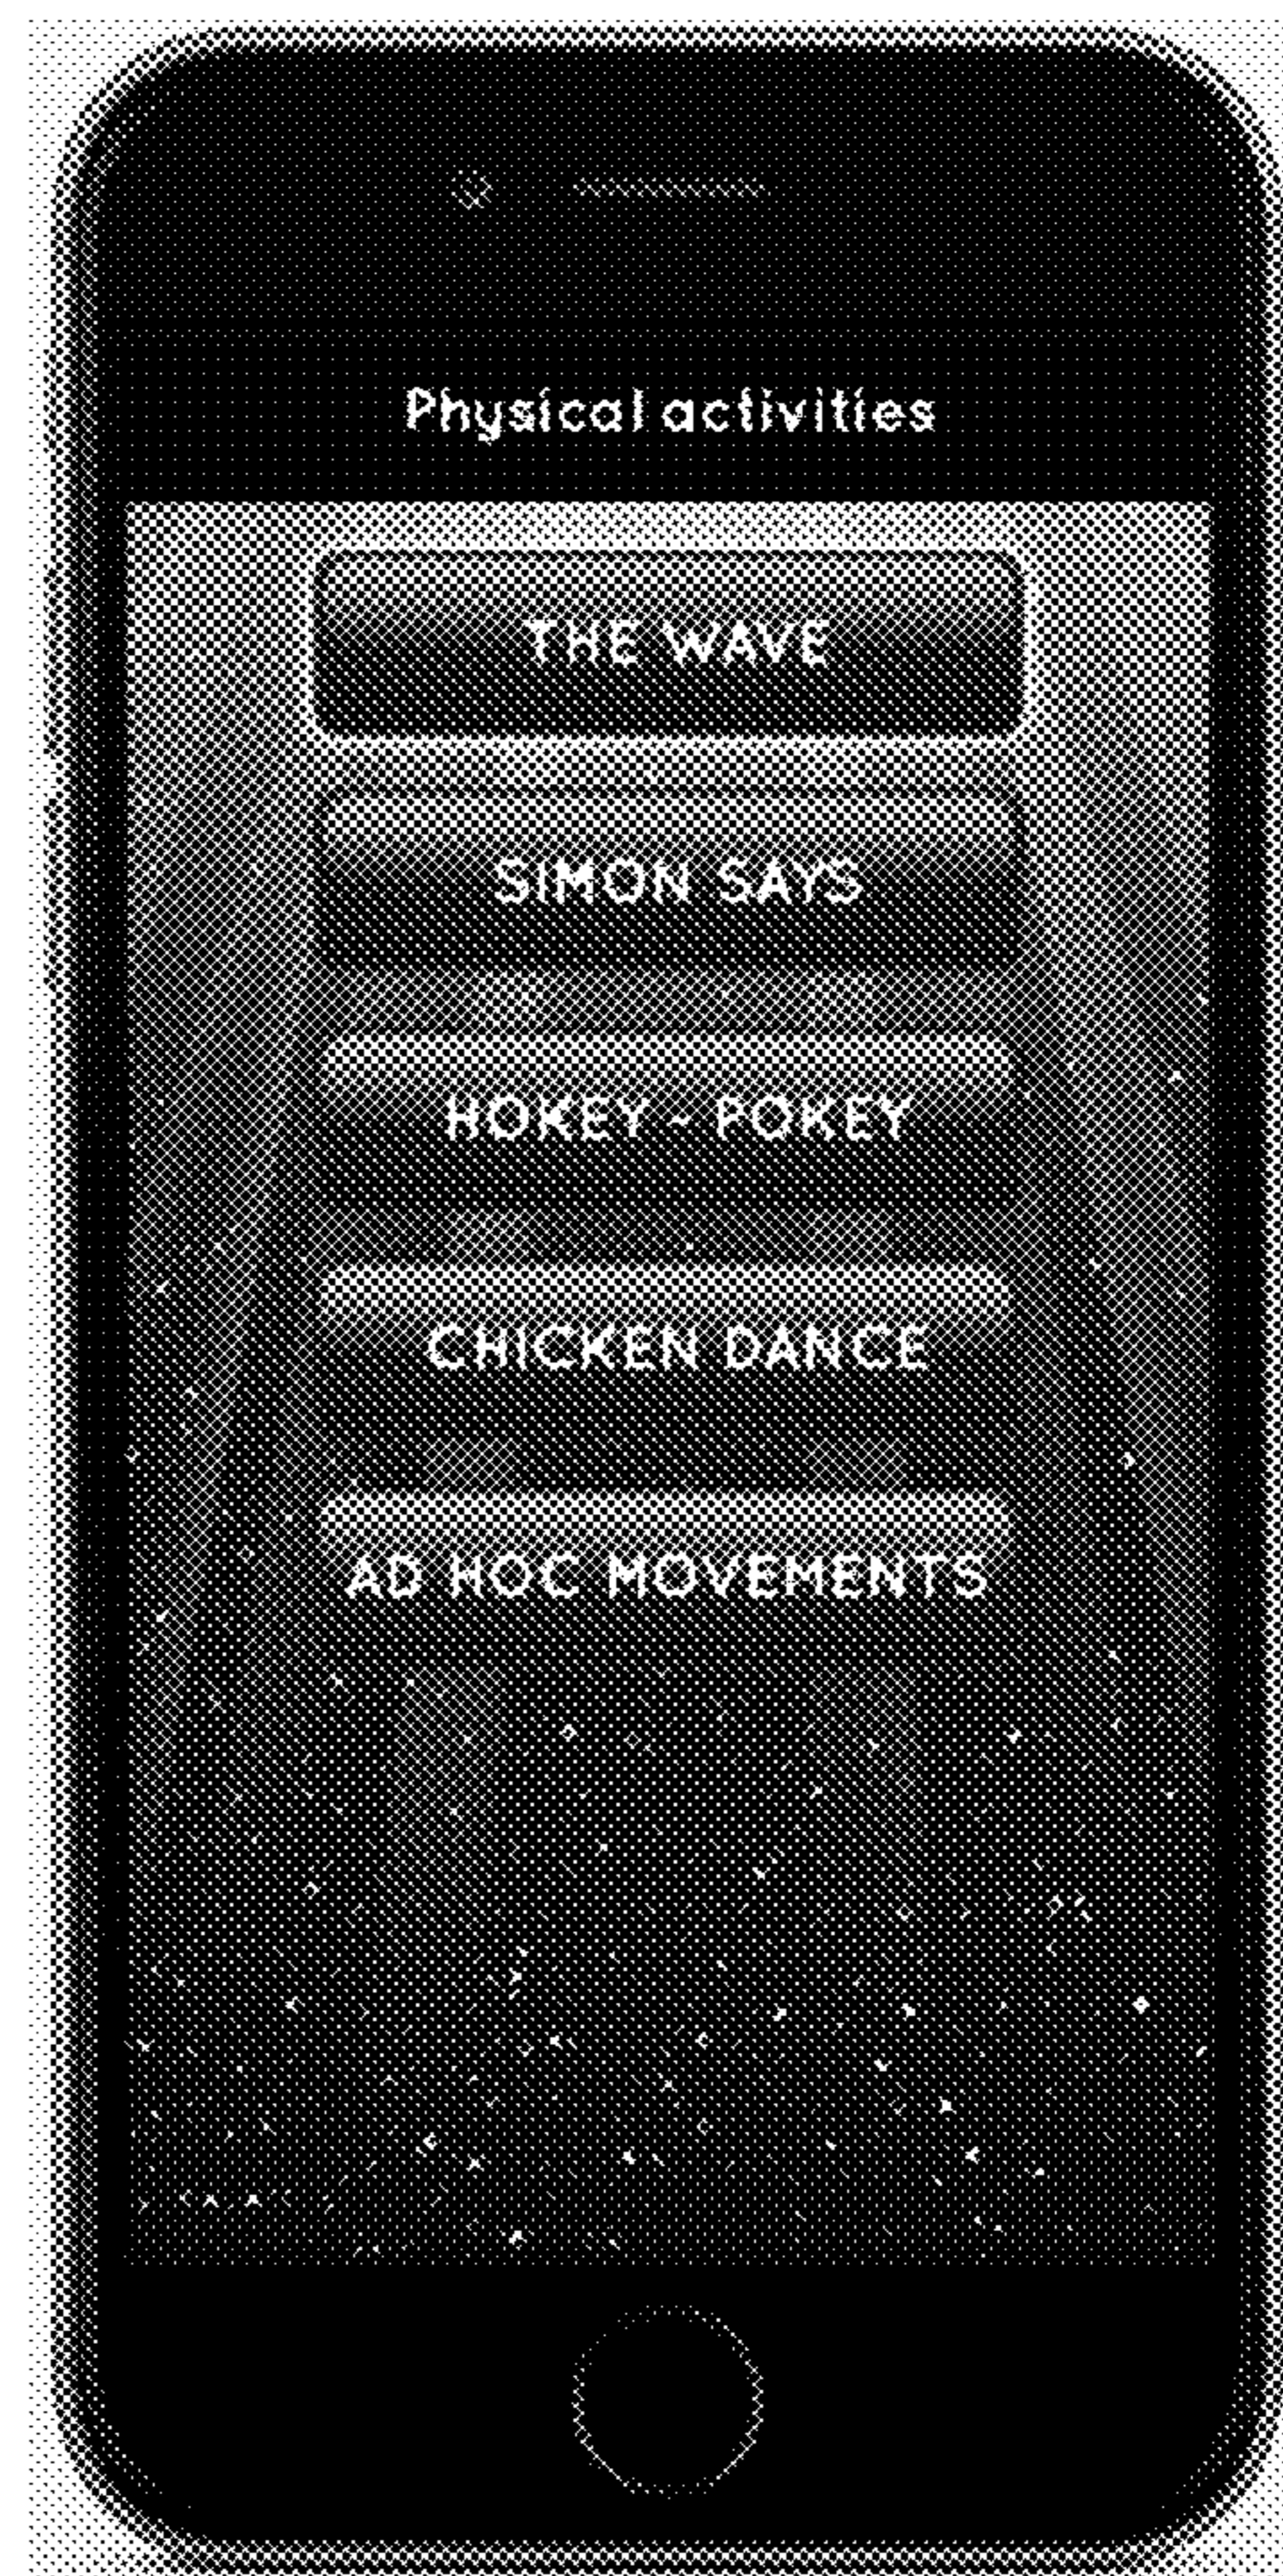 Physical activities
THE WAVE
SIMON SAYS
HOKEY - POKEY
CHICKEN DANCE
AD HOC MOVEMENTS